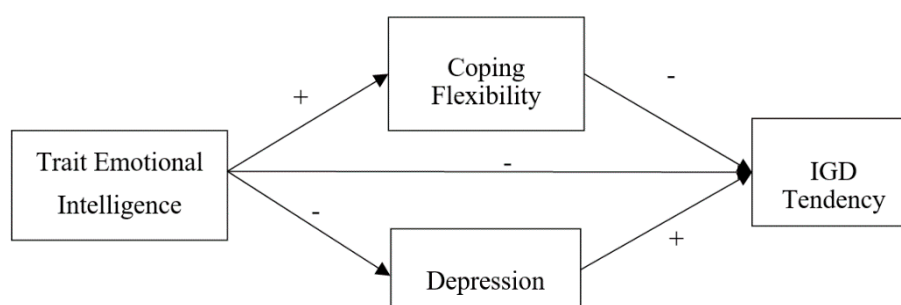 Coping
Flexibility
+
-
Trait Emotional
Intelligence
-
IGD
Tendency
-
+
Depression